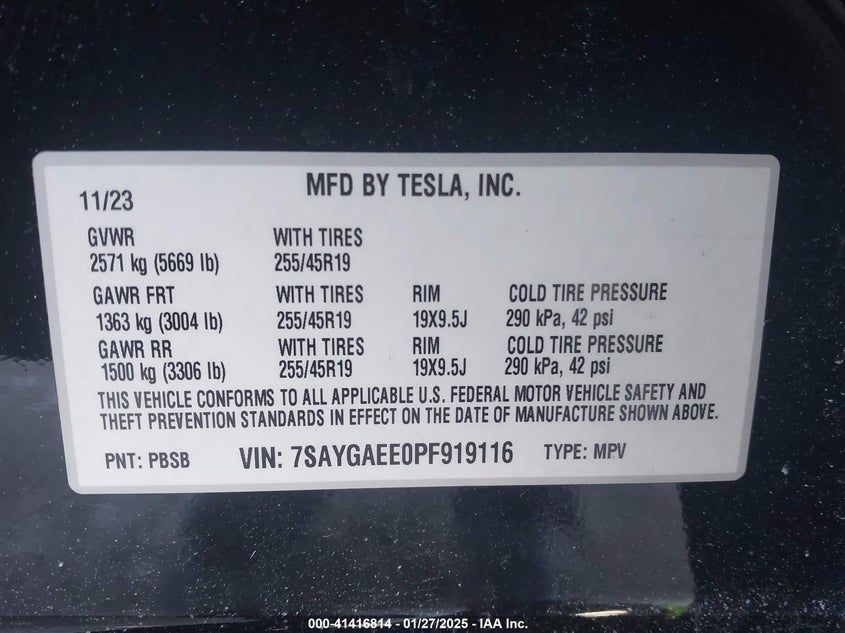 MFD BY TESLA, INC.
11/23
GVWR WITH TIRES
2571 kg (5669 lb) 255/45R19
GAWR FRT WITH TIRES RIM COLD TIRE PRESSURE
1363 kg (3004 lb) 255/45R19 19X9.5J 290 kPa, 42 psi
GAWR RR WITH TIRES RIM COLD TIRE PRESSURE
1500 kg (3306 lb) 255/45R19 19X9.5J 290 kPa, 42 psi
THIS VEHICLE CONFORMS TO ALL APPLICABLE U.S. FEDERAL MOTOR VEHICLE SAFETY AND
THEFT PREVENTION STANDARDS IN EFFECT ON THE DATE OF MANUFACTURE SHOWN ABOVE.
PNT: PBSB VIN: 7SAYGAEE0PF919116 TYPE: MPV
000-41416814 / 01/27/2025 - IAA Inc.